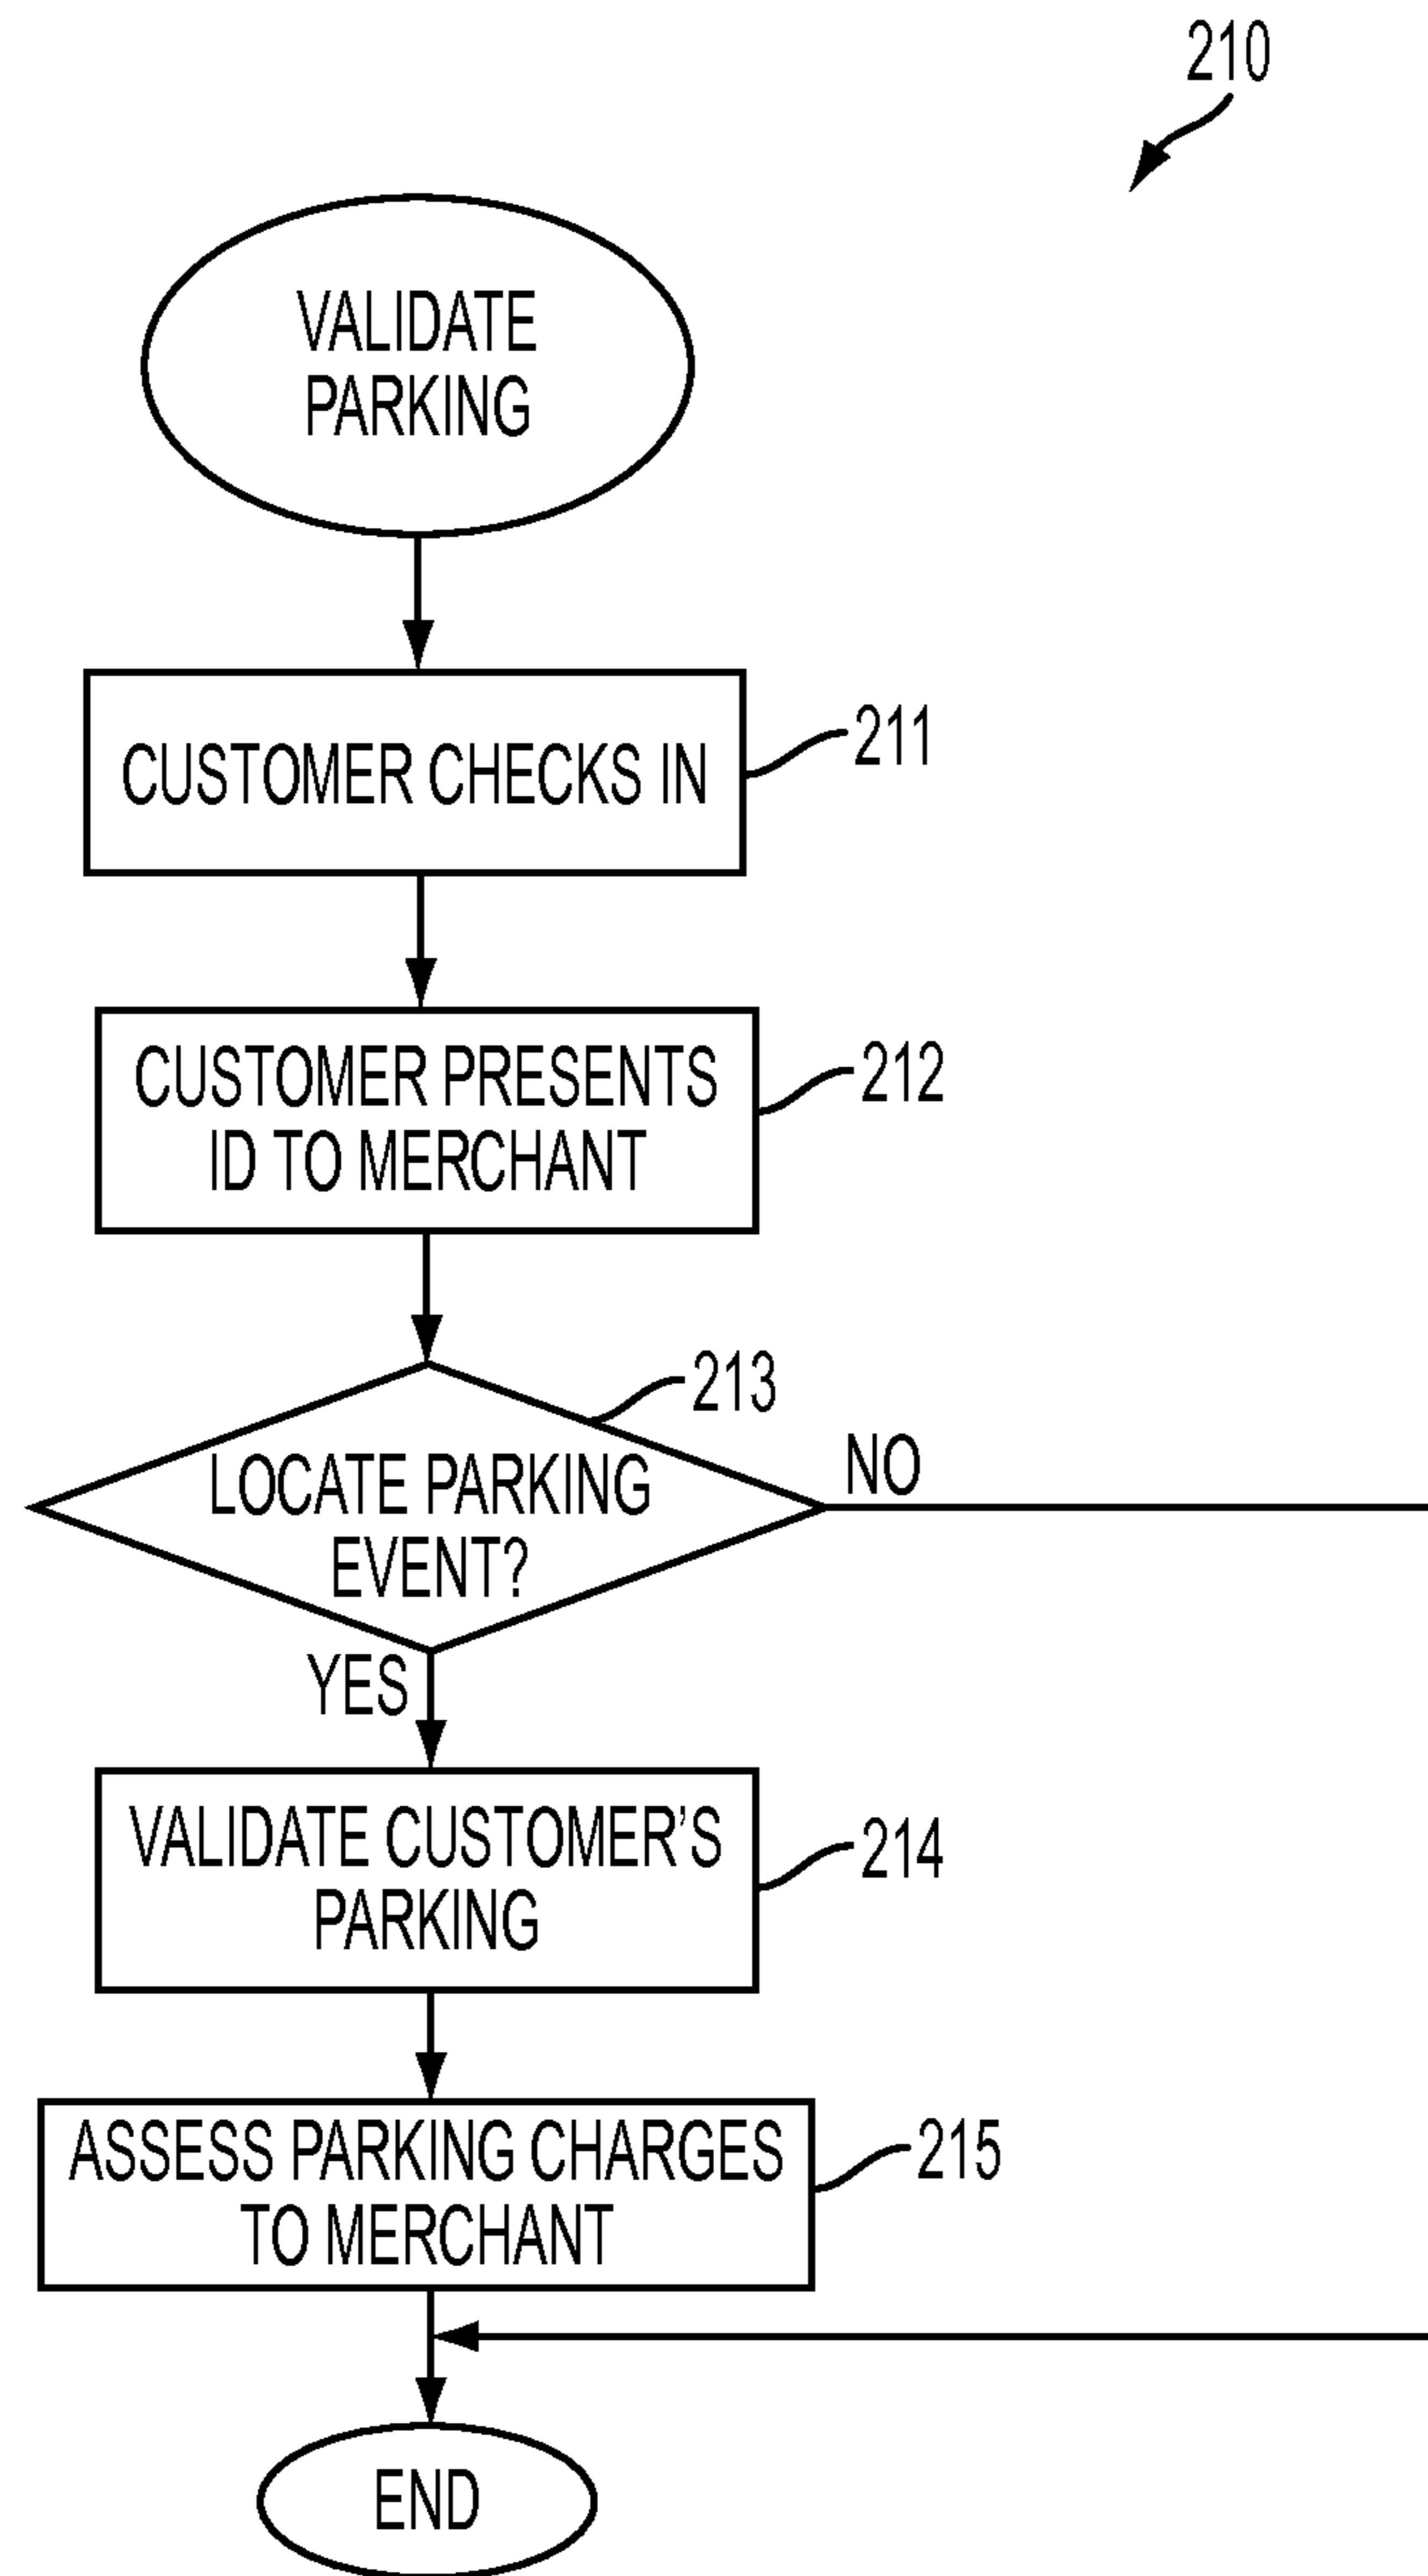 210
VALIDATE
PARKING
CUSTOMER CHECKS IN
211
CUSTOMER PRESENTS
ID TO MERCHANT
212
213
LOCATE PARKING
EVENT?
NO
YES
VALIDATE CUSTOMER’S
PARKING
214
ASSESS PARKING CHARGES
TO MERCHANT
215
END